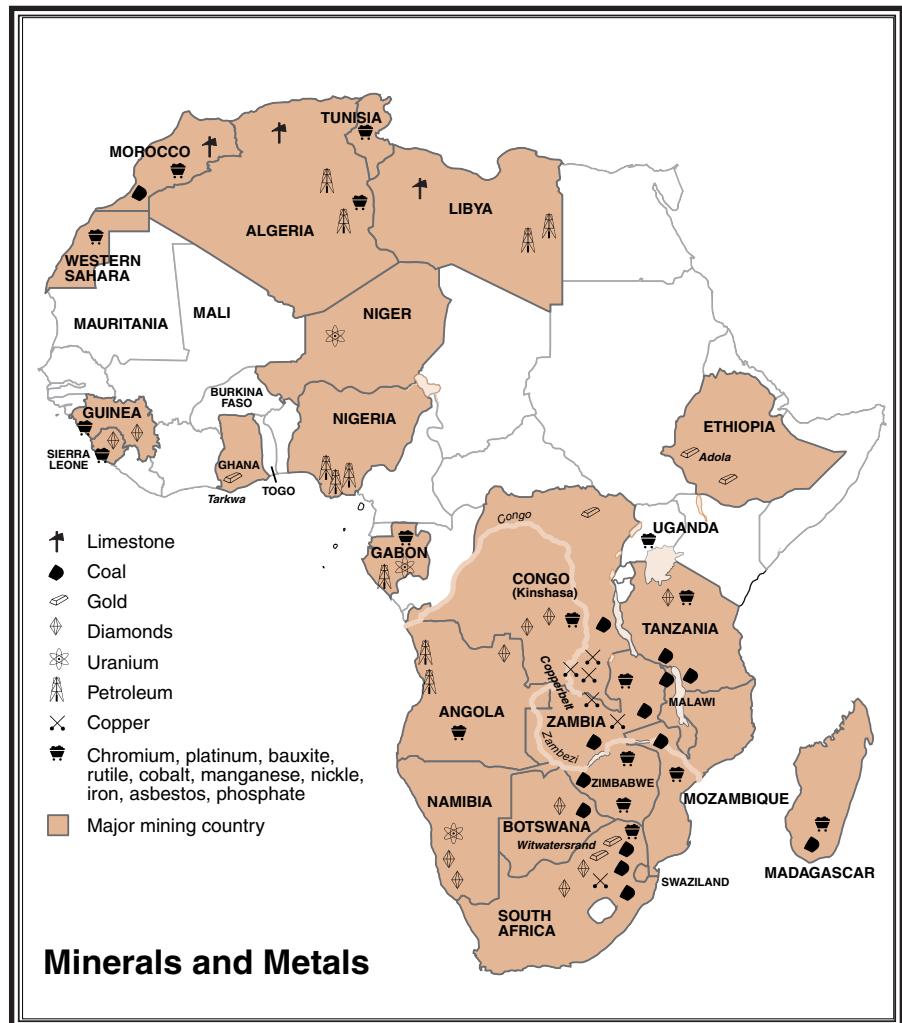 TUNISIA
MOROCCO
LIBYA
ALGERIA
WESTERN
SAHARA
MAURITANIA
MALI
NIGER
BURKINA
FASO
NIGERIA
GUINEA
ETHIOPIA
Adola
SIERRA
LEONE
GHANA
Tarkwa
TOGO
Congo
UGANDA
GABON
CONGO
(Kinshasa)
TANZANIA
Copperbelt
MALAWI
ANGOLA
ZAMBIA
Zambezi
ZIMBABWE
MOZAMBIQUE
NAMIBIA
BOTSWANA
Witwatersrand
MADAGASCAR
SWAZILAND
SOUTH
AFRICA
Limestone
Coal
Gold
Diamonds
Uranium
Petroleum
Copper
Chromium, platinum, bauxite,
rutile, cobalt, manganese, nickle,
iron, asbestos, phosphate
Major mining country
Minerals and Metals